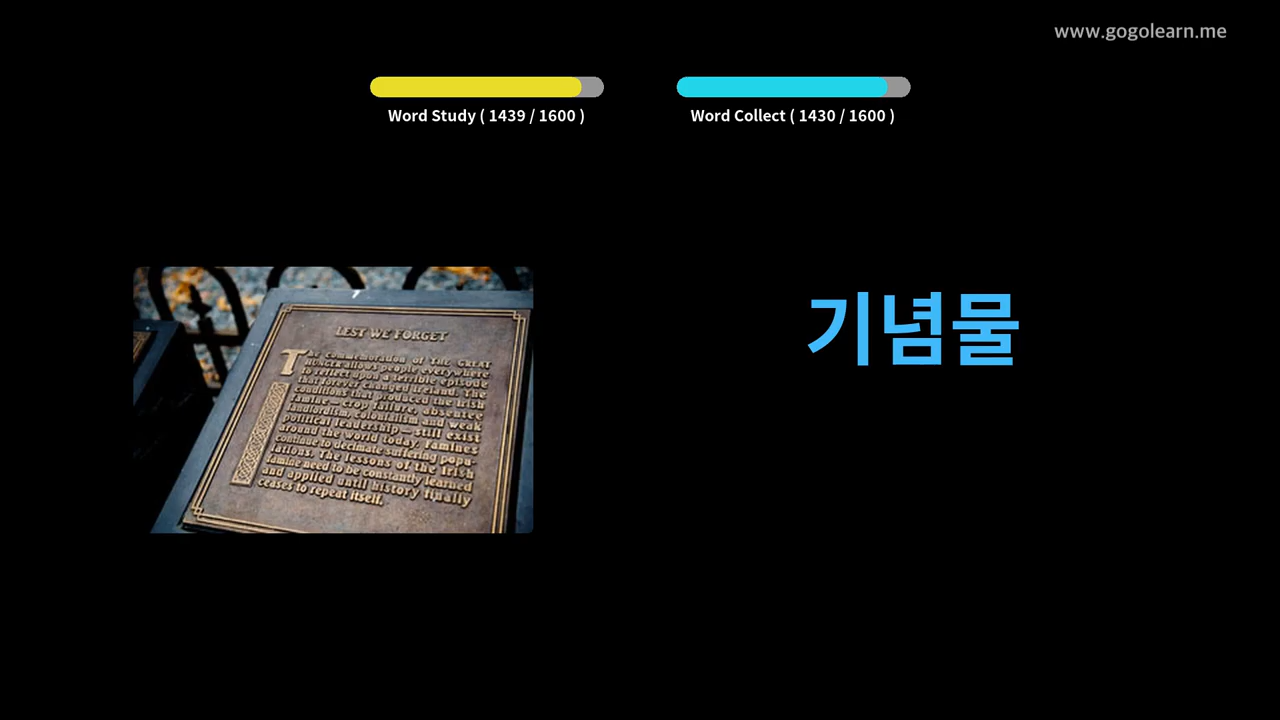 www.gogolearn.me
Word Study ( 1439 / 1600 )
Word Collect ( 1430 / 1600 )
LEST WE FORGET
The commemoration of THE GREAT
HUNGER allows people everywhere
to reflect upon a terrible episode
that forever changed Ireland. The
conditions that produced the Irish
famine — crop failure, absentee
landlordism, colonialism and weak
political leadership — still exist
around the world today. Famines
continue to decimate suffering popu-
lations. The lessons of the Irish
famine need to be constantly learned
and applied until history finally
ceases to repeat itself.
기념물